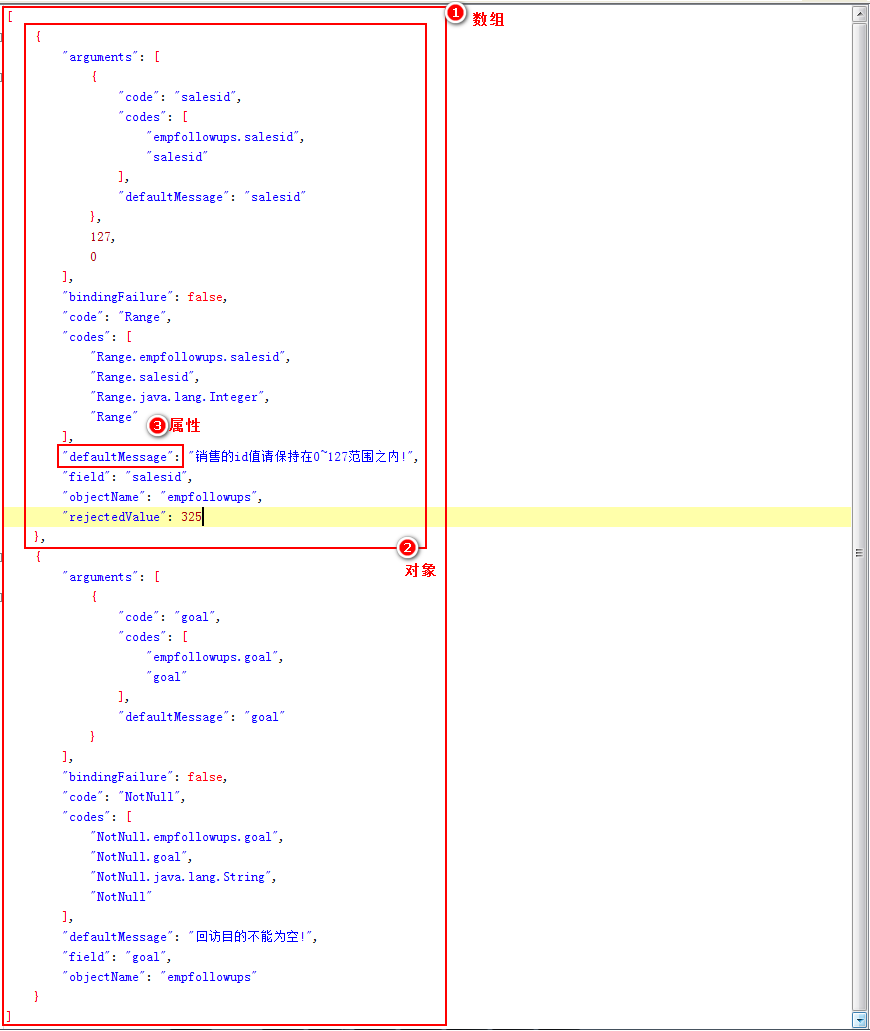 [
① 数组
{
"arguments": [
{
"code": "salesid",
"codes": [
"empfollowups.salesid",
"salesid"
],
"defaultMessage": "salesid"
},
127,
0
],
"bindingFailure": false,
"code": "Range",
"codes": [
"Range.empfollowups.salesid",
"Range.salesid",
"Range.java.lang.Integer",
"Range"
③属性
],
"defaultMessage": "销售的id值请保持在0~127范围之内!",
"field": "salesid",
"objectName": "empfollowups",
"rejectedValue": 325
},
②
对象
{
"arguments": [
{
"code": "goal",
"codes": [
"empfollowups.goal",
"goal"
],
"defaultMessage": "goal"
}
],
"bindingFailure": false,
"code": "NotNull",
"codes": [
"NotNull.empfollowups.goal",
"NotNull.goal",
"NotNull.java.lang.String",
"NotNull"
],
"defaultMessage": "回访目的不能为空!",
"field": "goal",
"objectName": "empfollowups"
}
]